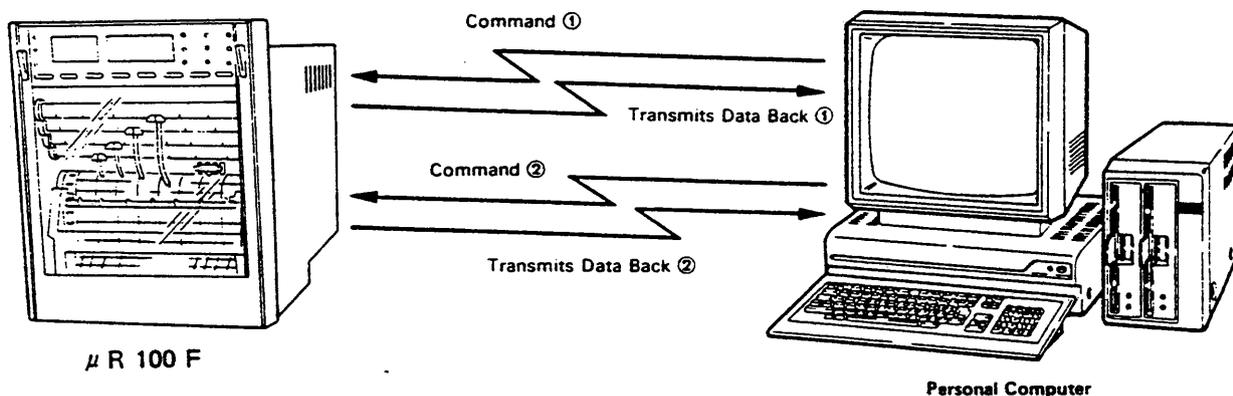 Command ①
Transmits Data Back ①
Command ②
Transmits Data Back ②
μ R 100 F
Personal Computer